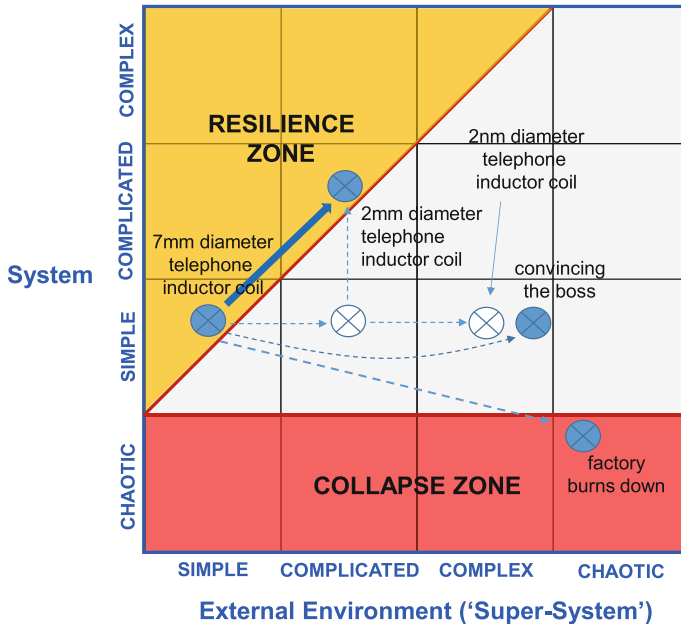 COMPLEX
COMPLICATED
SIMPLE
CHAOTIC
System
RESILIENCE
ZONE
2nm diameter
telephone
inductor coil
7mm diameter
telephone
inductor coil
2mm diameter
telephone
inductor coil
convincing
the boss
COLLAPSE ZONE
factory
burns down
SIMPLE
COMPLICATED
COMPLEX
CHAOTIC
External Environment (‘Super-System’)